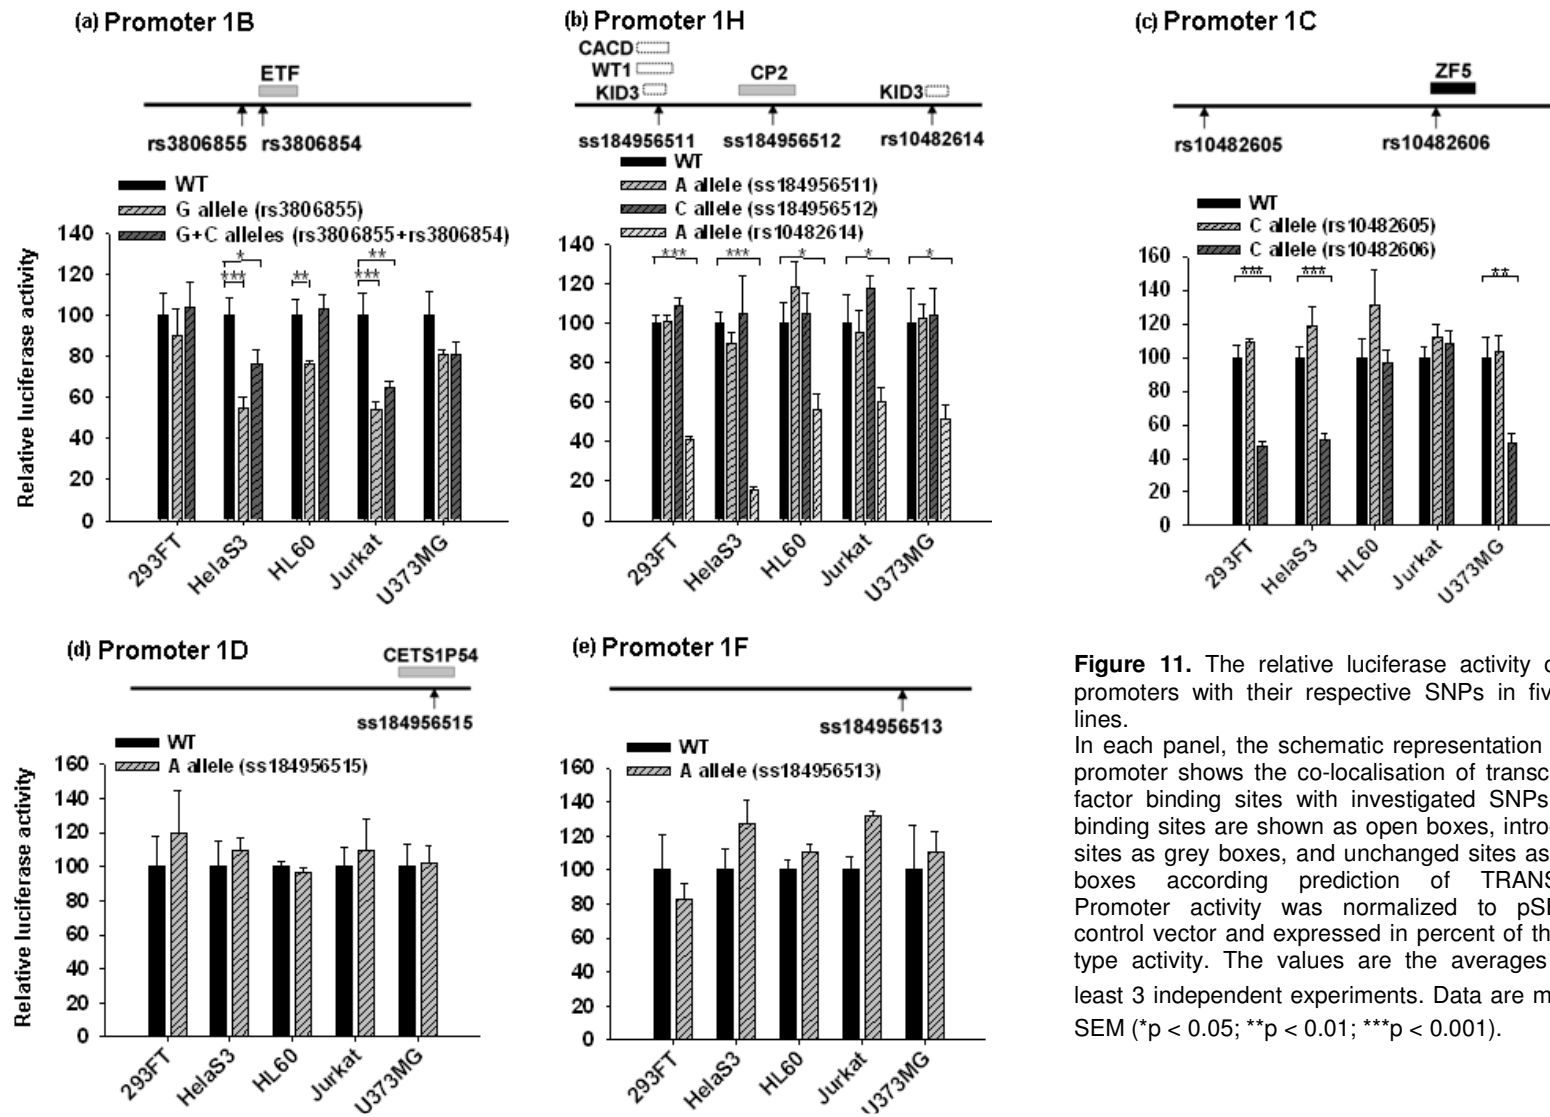 (a) Promoter 1B
ETF
rs3806855 rs3806854
WT
G allele (rs3806855)
G+C alleles (rs3806855+rs3806854)
Relative luciferase activity
140
120
100
80
60
40
20
0
* ** 
*** ** ***
293FT HelaS3 HL60 Jurkat U373MG
(b) Promoter 1H
CACD
WT1
KID3
CP2
KID3
ss184956511 ss184956512 rs10482614
WT
A allele (ss184956511)
C allele (ss184956512)
A allele (rs10482614)
140
120
100
80
60
40
20
0
*** *** * * *
293FT HelaS3 HL60 Jurkat U373MG
(c) Promoter 1C
ZF5
rs10482605 rs10482606
WT
C allele (rs10482605)
C allele (rs10482606)
160
140
120
100
80
60
40
20
0
*** *** **
293FT HelaS3 HL60 Jurkat U373MG
(d) Promoter 1D
CETS1P54
ss184956515
WT
A allele (ss184956515)
Relative luciferase activity
160
140
120
100
80
60
40
20
0
293FT HelaS3 HL60 Jurkat U373MG
(e) Promoter 1F
ss184956513
WT
A allele (ss184956513)
160
140
120
100
80
60
40
20
0
293FT HelaS3 HL60 Jurkat U373MG
Figure 11. The relative luciferase activity o
promoters with their respective SNPs in fiv
lines.
In each panel, the schematic representation
promoter shows the co-localisation of transc
factor binding sites with investigated SNPs
binding sites are shown as open boxes, intro
sites as grey boxes, and unchanged sites as
boxes according prediction of TRANS
Promoter activity was normalized to pSE
control vector and expressed in percent of th
type activity. The values are the averages
least 3 independent experiments. Data are m
SEM (*p < 0.05; **p < 0.01; ***p < 0.001).